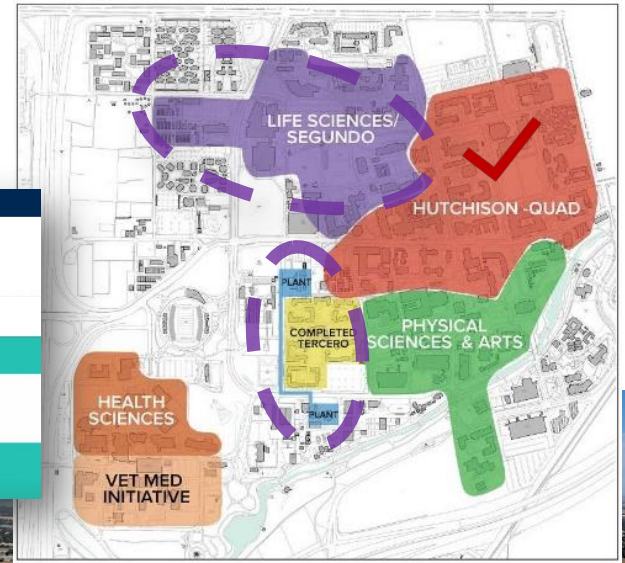 LIFE SCIENCES/
SEGUNDO
HUTCHISON -QUAD
PLANT
COMPLETED
TERCERO
PHYSICAL
SCIENCES & ARTS
PLANT
HEALTH
SCIENCES
VET MED
INITIATIVE